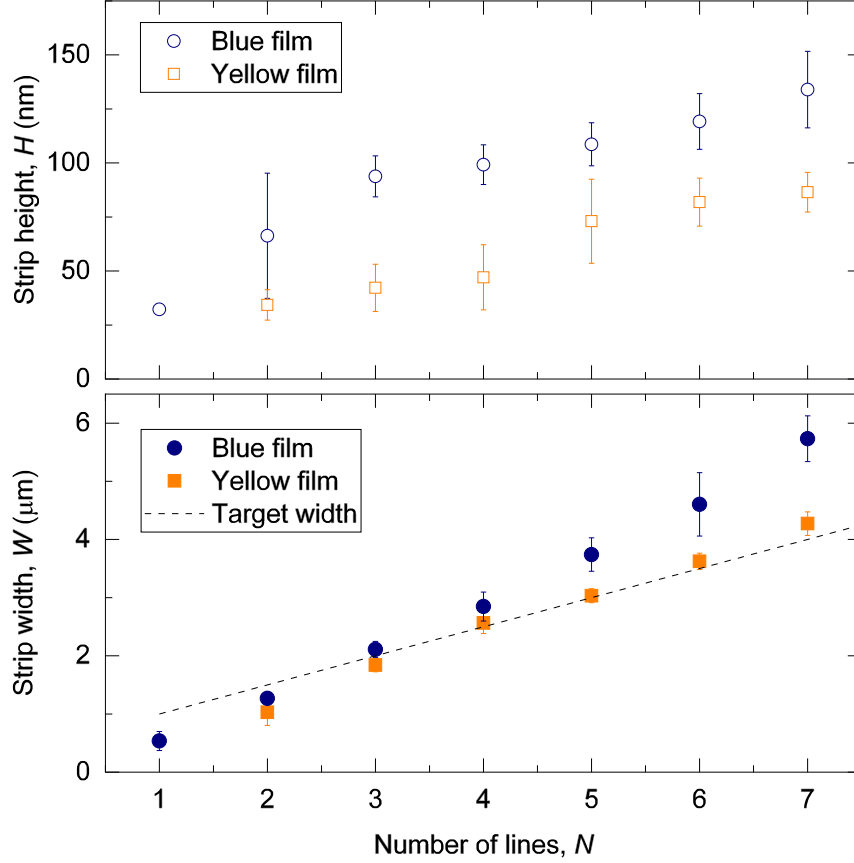 Blue film
Yellow film
150
100
50
0
Strip height, H (nm)
Blue film
Yellow film
Target width
6
4
2
0
Strip width, W (μm)
1 2 3 4 5 6 7
Number of lines, N